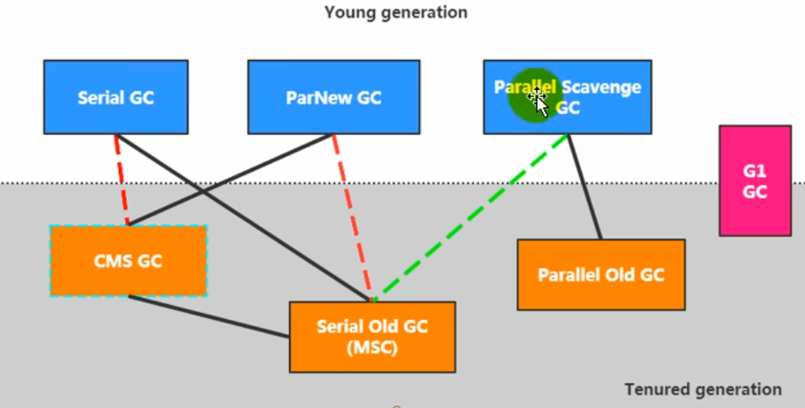 Young generation
Serial GC
ParNew GC
Parallel Scavenge
GC
G1
GC
CMS GC
Parallel Old GC
Serial Old GC
(MSC)
Tenured generation